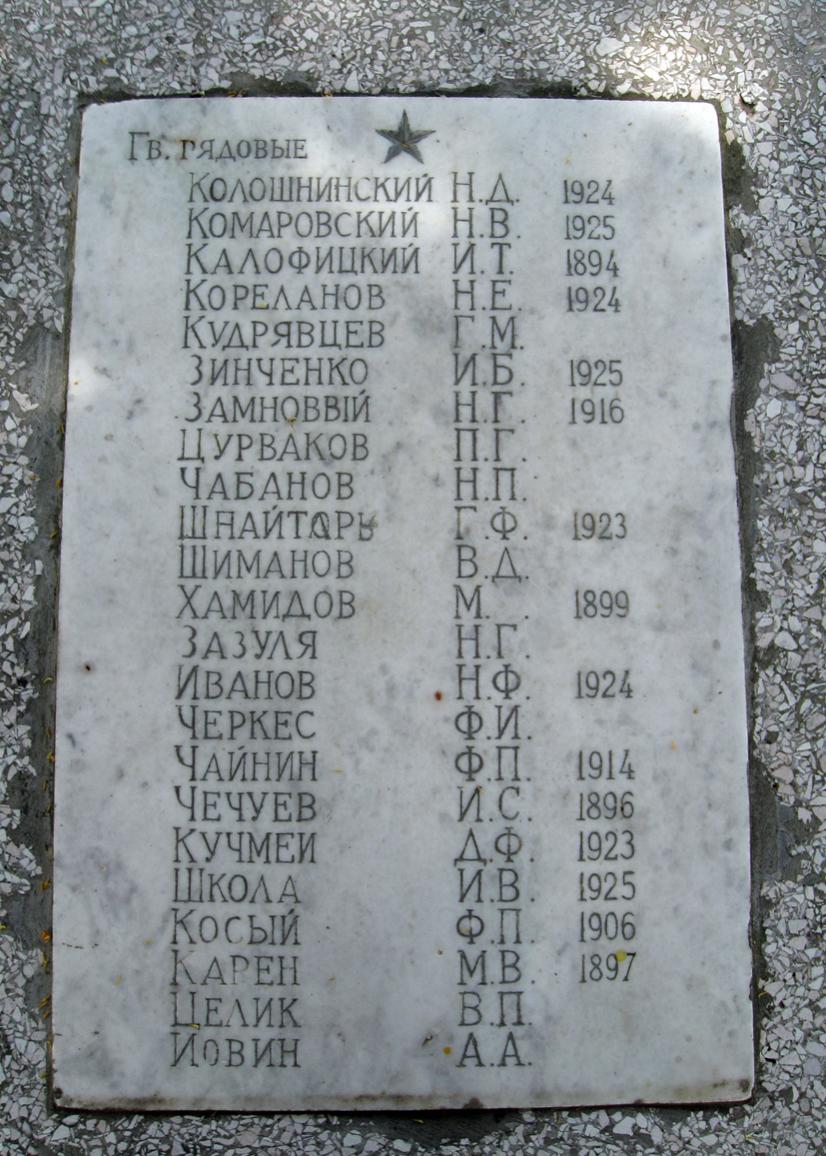 Гв. рядовые
Колошнинский Н.Д. 1924
Комаровский Н.В. 1925
Калофицкий И.Т. 1894
Кореланов Н.Е. 1924
Кудрявцев Г.М.
Зинченко И.Б. 1925
Замноввій Н.Г. 1916
Цурваков П.Г.
Чабанов Н.П.
Шпайтарь Г.Ф. 1923
Шиманов В.Д.
Хамидов М. 1899
Зазуля Н.Г.
Иванов Н.Ф. 1924
Черкес Ф.И.
Чайнин Ф.П. 1914
Чечуев И.С. 1896
Кучмеи Д.Ф. 1923
Школа И.В. 1925
Косый Ф.П. 1906
Карен М.В. 1897
Целик В.П.
Иовин А.А.